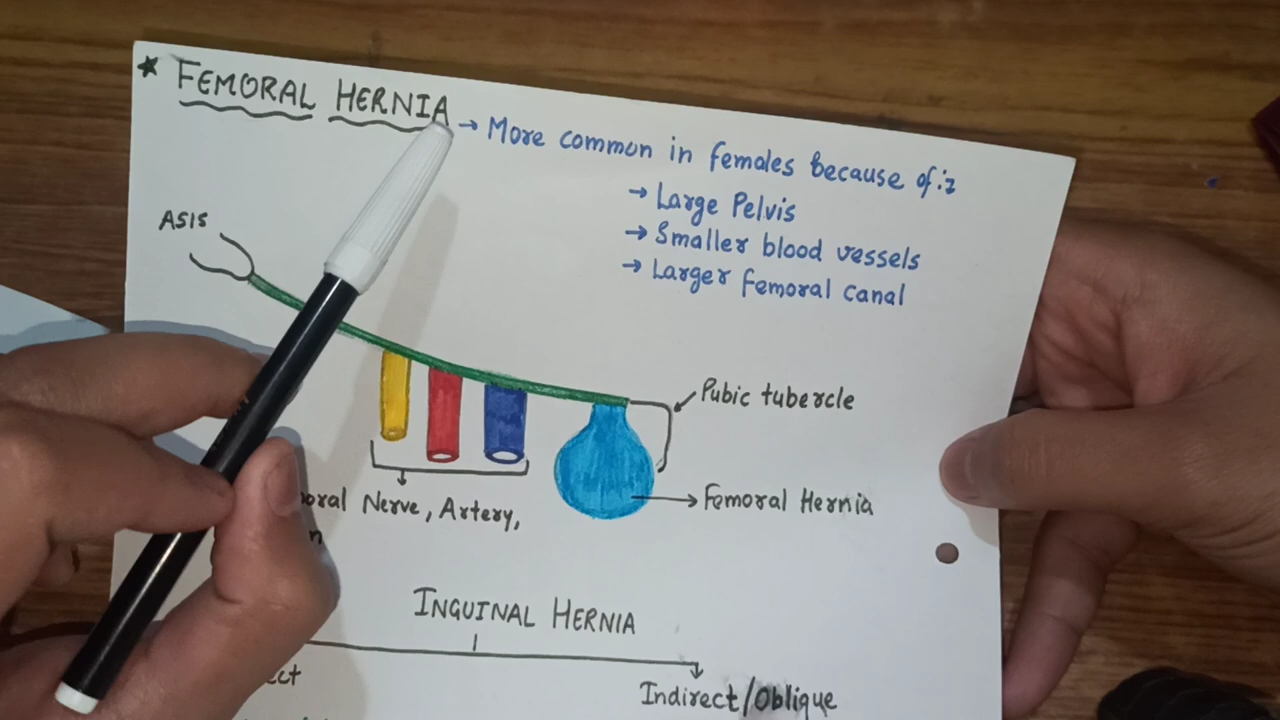 ★ FEMORAL HERNIA
→ More common in females because of :-
→ Large Pelvis
→ Smaller blood vessels
→ Larger Femoral canal
ASIS
Pubic tubercle
Femoral Hernia
Nerve, Artery,
INGUINAL HERNIA
Indirect/Oblique